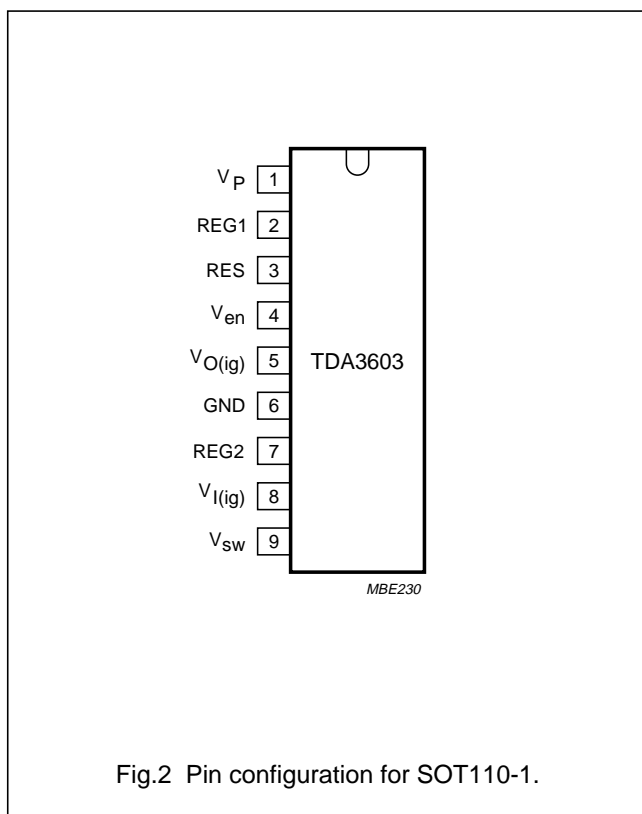 V P 1
REG1 2
RES 3
Ven 4
VO(ig) 5
TDA3603
GND 6
REG2 7
VI(ig) 8
Vsw 9
MBE230
Fig.2 Pin configuration for SOT110-1.